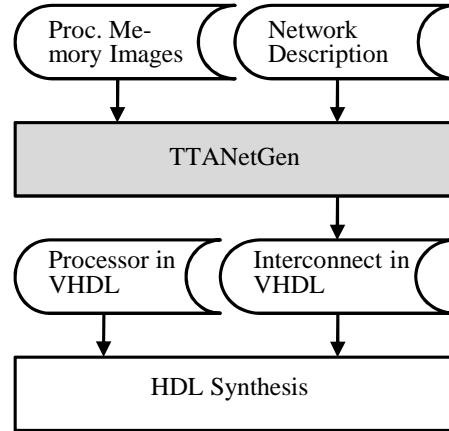 Proc. Me-
mory Images
Network
Description
TTANetGen
Processor in
VHDL
Interconnect in
VHDL
HDL Synthesis